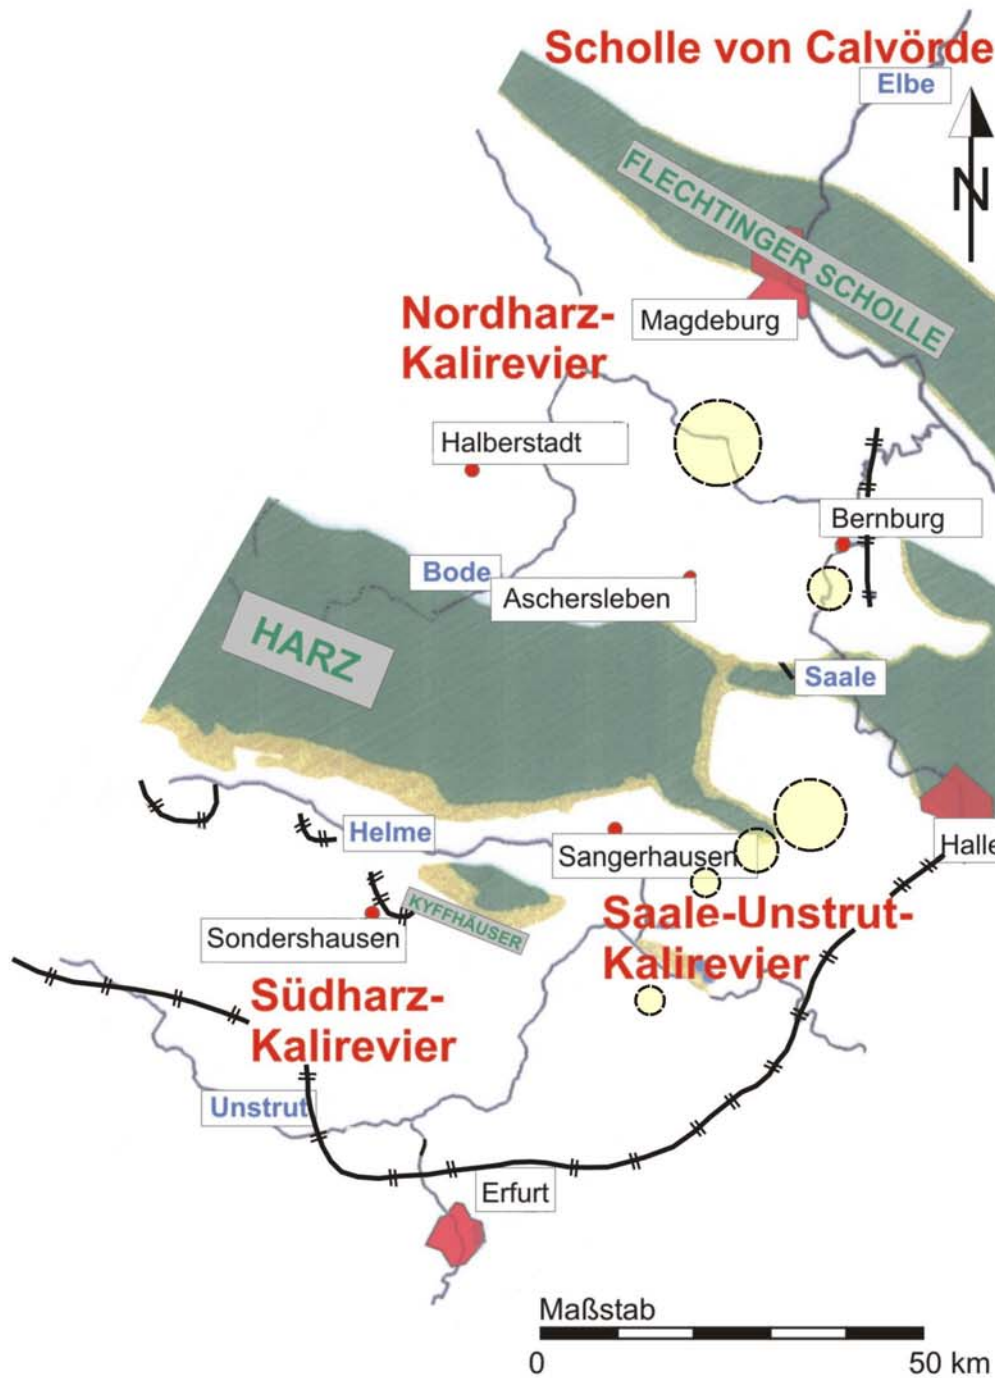 Scholle von Calvörde
Elbe
N
FLECHTINGER SCHOLLE
Nordharz-
Kalirevier
Magdeburg
Halberstadt
Bernburg
Bode
Aschersleben
HARZ
Saale
Helme
Sangerhausen
Halle
KYFFHÄUSER
Sondershausen
Saale-Unstrut-
Kalirevier
Südharz-
Kalirevier
Unstrut
Erfurt
Maßstab
0 50 km